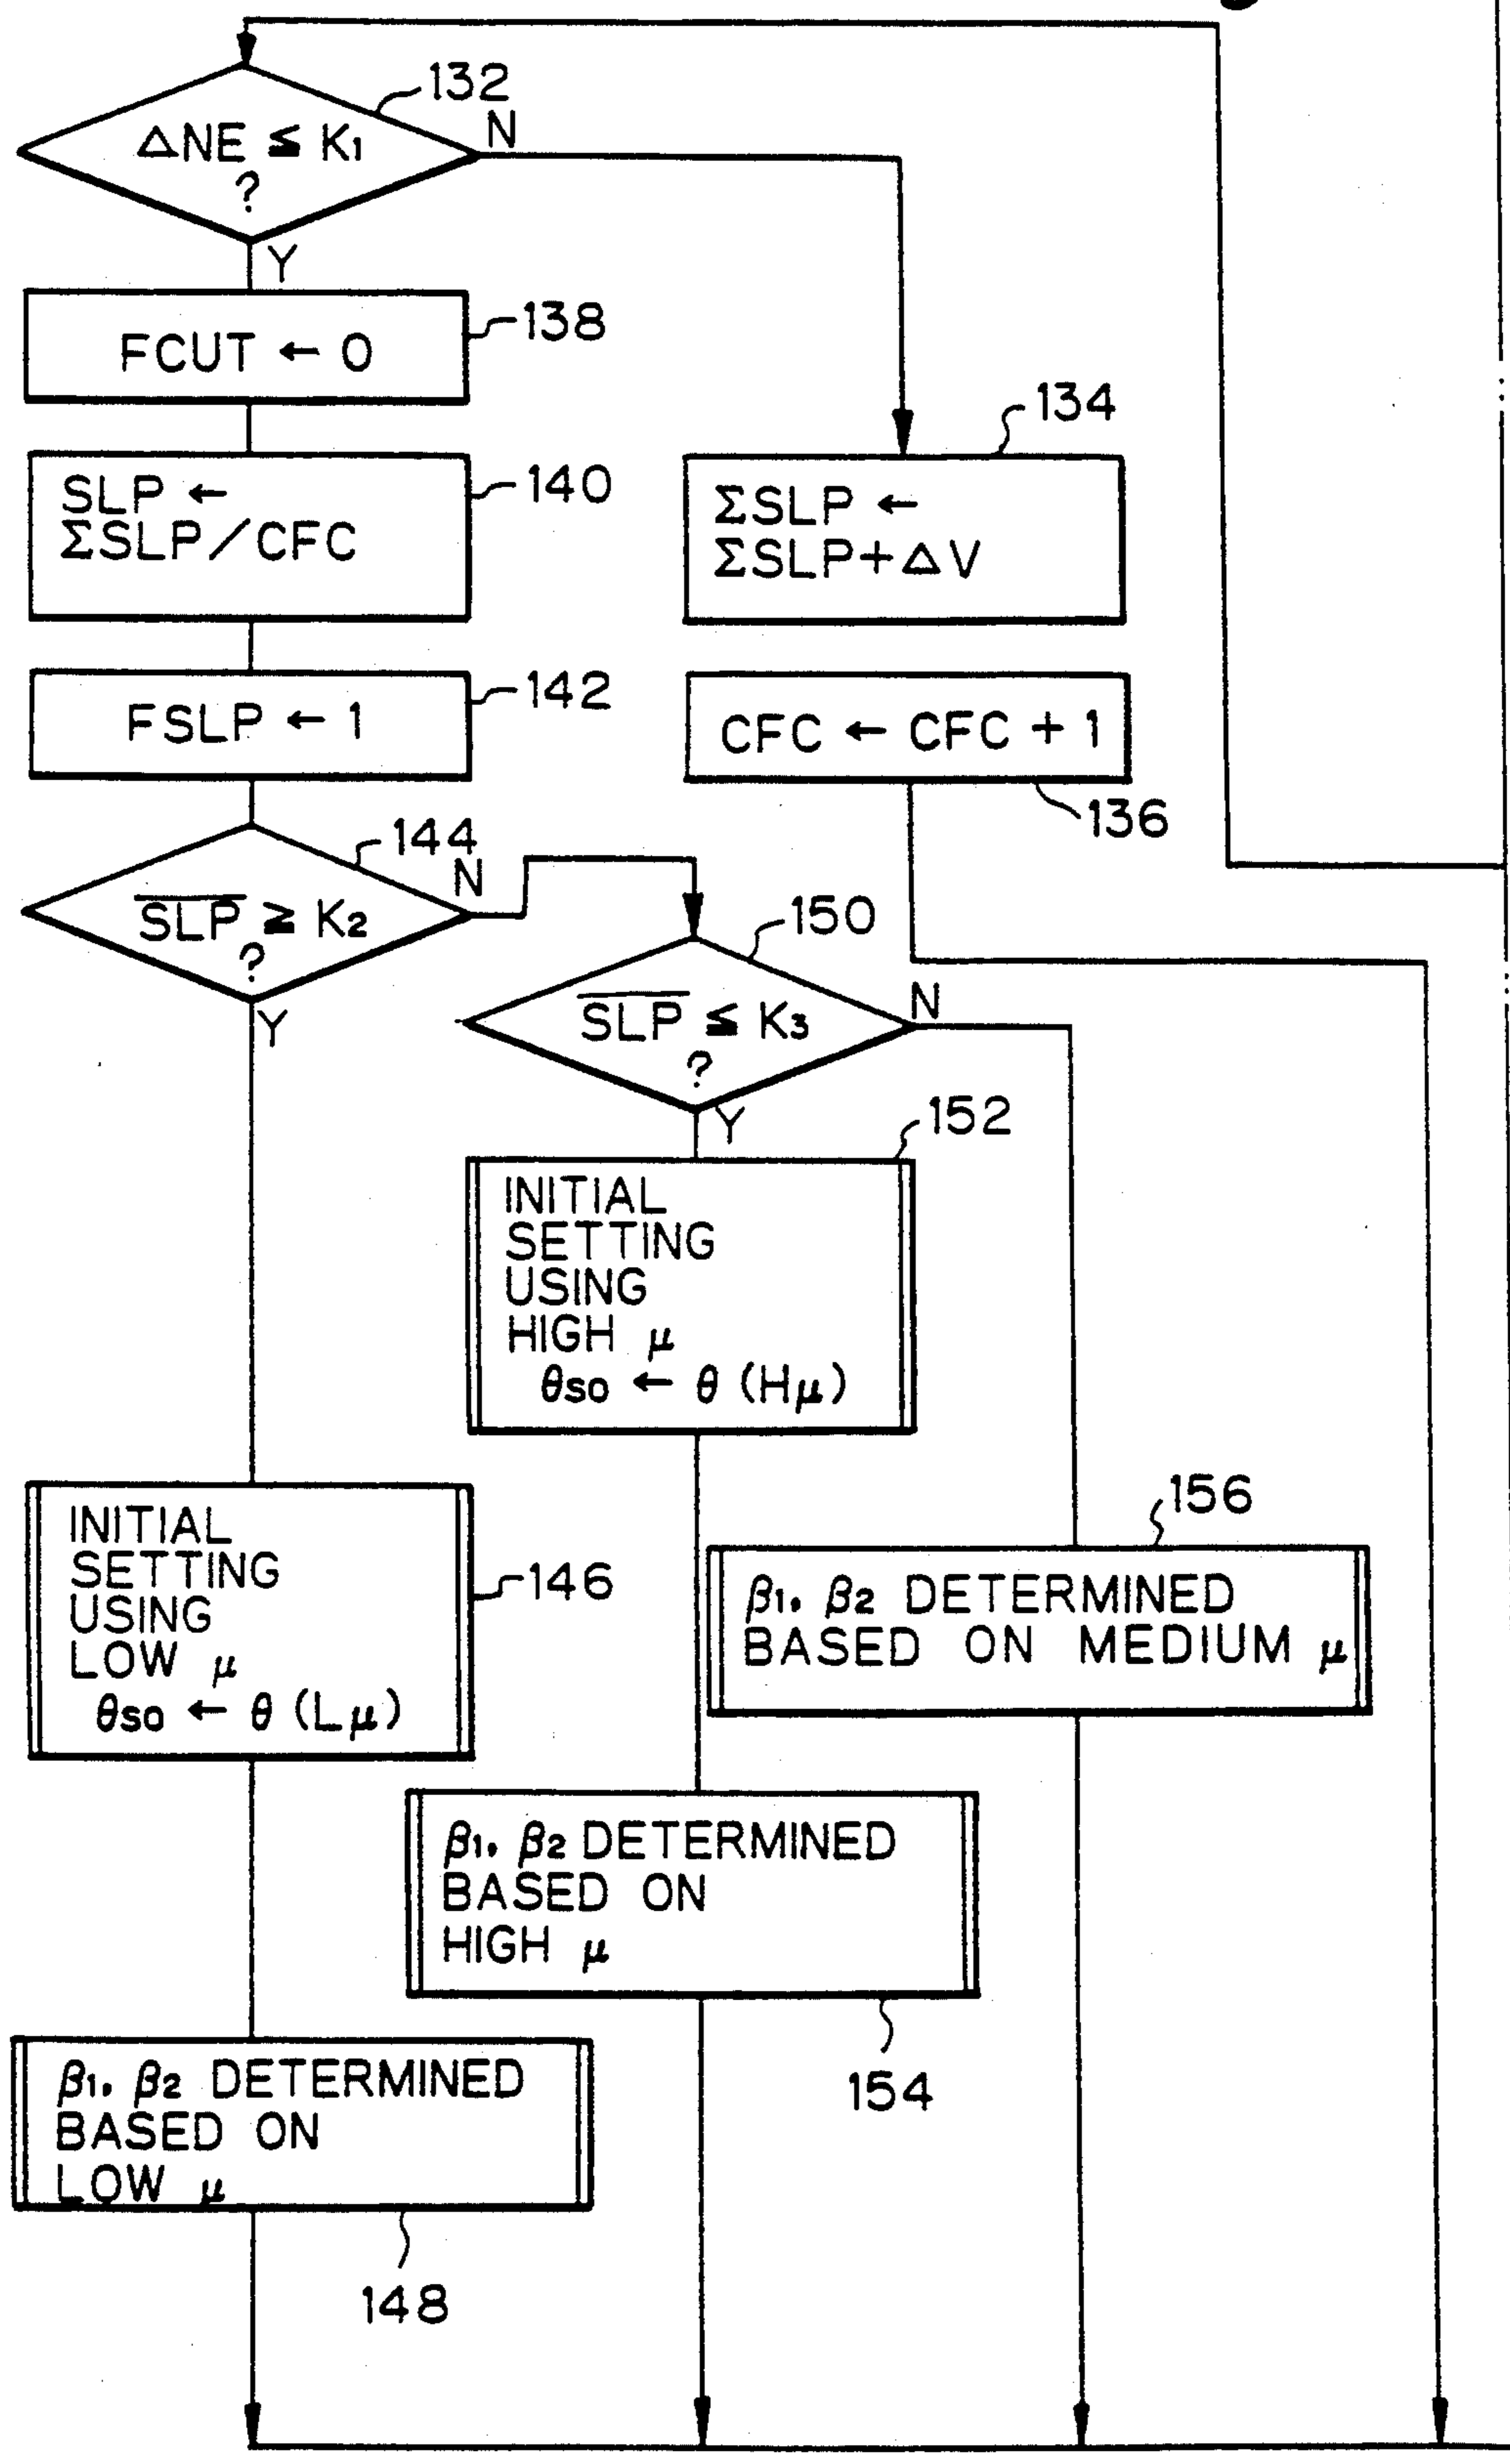 132
ΔNE ≦ K1
?
N
Y
FCUT ← 0
138
134
SLP ←
ΣSLP/CFC
140
ΣSLP ←
ΣSLP+ΔV
FSLP ← 1
142
CFC ← CFC + 1
136
144
S̅L̅P̅ ≧ K2
?
N
Y
150
S̅L̅P̅ ≦ K3
?
N
Y
152
INITIAL
SETTING
USING
HIGH μ
θso ← θ (Hμ)
INITIAL
SETTING
USING
LOW μ
θso ← θ (Lμ)
146
156
β1, β2 DETERMINED
BASED ON MEDIUM μ
β1, β2 DETERMINED
BASED ON
HIGH μ
154
β1, β2 DETERMINED
BASED ON
LOW μ
148